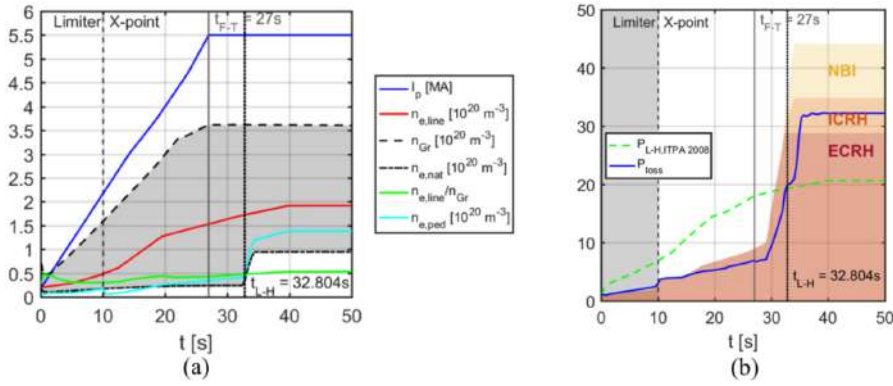 Limiter X-point
t_F-T = 27s
6
5.5
5
4.5
4
3.5
3
2.5
2
1.5
1
0.5
0
0 10 20 30 40 50
t_L-H = 32.804s
t [s]
(a)
I_p [MA]
n_e,line [10^20 m^-3]
n_Gr [10^20 m^-3]
n_e,nat [10^20 m^-3]
n_e,line/n_Gr
n_e,ped [10^20 m^-3]
Limiter X-point
t_F-T = 27s
50
40
30
20
10
0
NBI
ICRH
ECRH
P_L-H,ITPA 2008
P_loss
t_L-H = 32.804s
0 10 20 30 40 50
t [s]
(b)